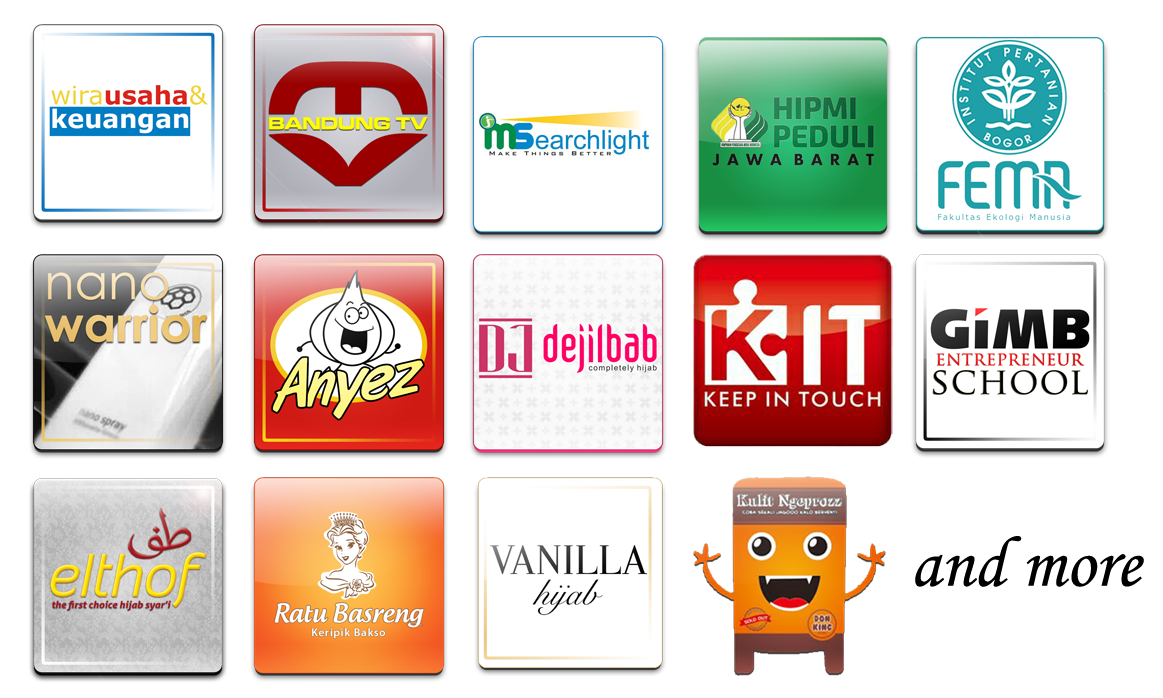 wirausaha&
keuangan
BANDUNG TV
imSearchlight
MAKE THINGS BETTER
HIPMI
PEDULI
JAWA BARAT
INSTITUT PERTANIAN
BOGOR
FEMA
Fakultas Ekologi Manusia
nano
warrior
nano spray
Anyez
DJ dejilbab
completely hijab
KcIT
KEEP IN TOUCH
GiMB
ENTREPRENEUR
SCHOOL
طف
elthof
the first choice hijab syar'i
Ratu Basreng
Keripik Bakso
VANILLA
hijab
Kulit Ngeprozz
SOLD OUT
DON
KING
and more